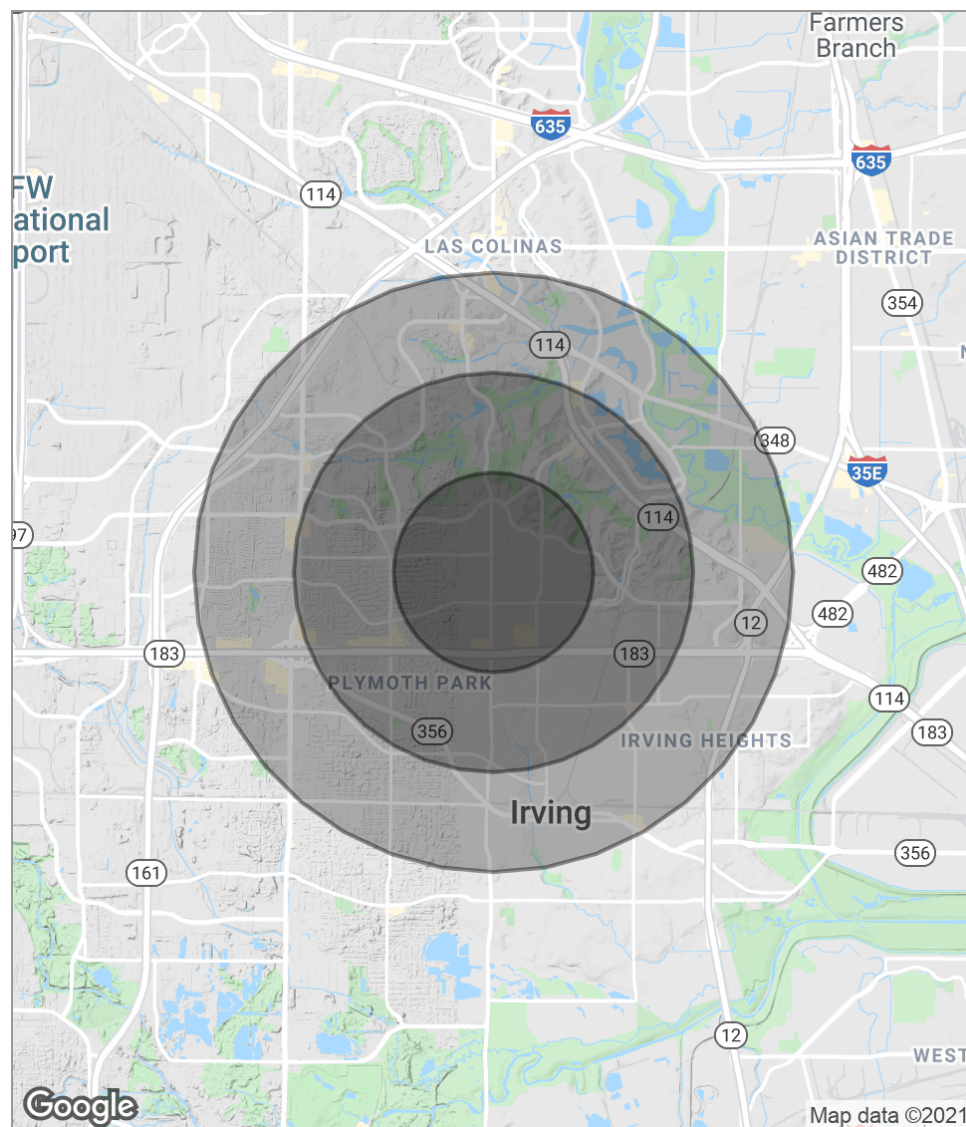 Farmers
Branch
635
635
FW
ational
port
114
LAS COLINAS
ASIAN TRADE
DISTRICT
354
N
114
348
35E
97
114
482
482
12
183
183
PLYMOTH PARK
114
356
183
IRVING HEIGHTS
Irving
356
161
12
WEST
Google
Map data ©2021